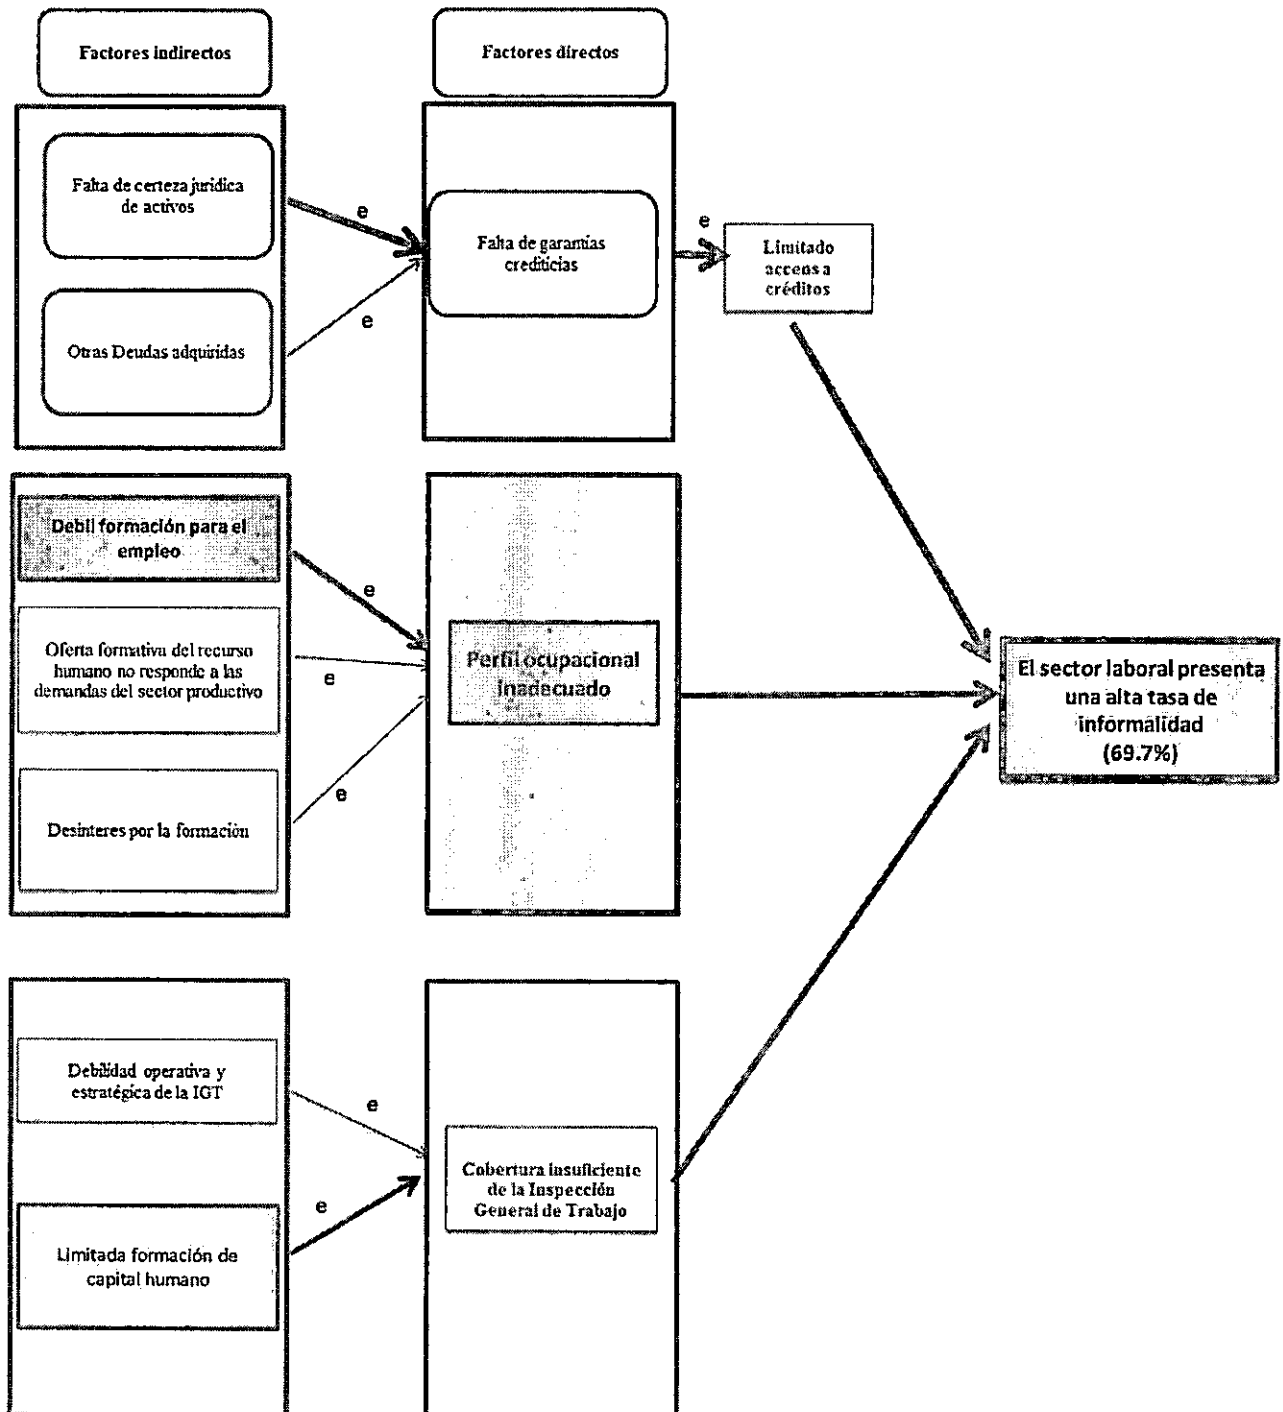 Factores indirectos
Factores directos
Falta de certeza jurídica
de activos
e
Otras Deudas adquiridas
e
Falta de garantías
crediticias
e
Limitado
acceso a
créditos
Debil formación para el
empleo
e
Oferta formativa del recurso
humano no responde a las
demandas del sector productivo
e
Desinteres por la formación
e
Perfil ocupacional
inadecuado
El sector laboral presenta
una alta tasa de
informalidad
(69.7%)
Debilidad operativa y
estratégica de la IGT
e
Limitada formación de
capital humano
e
Cobertura insuficiente
de la Inspección
General de Trabajo